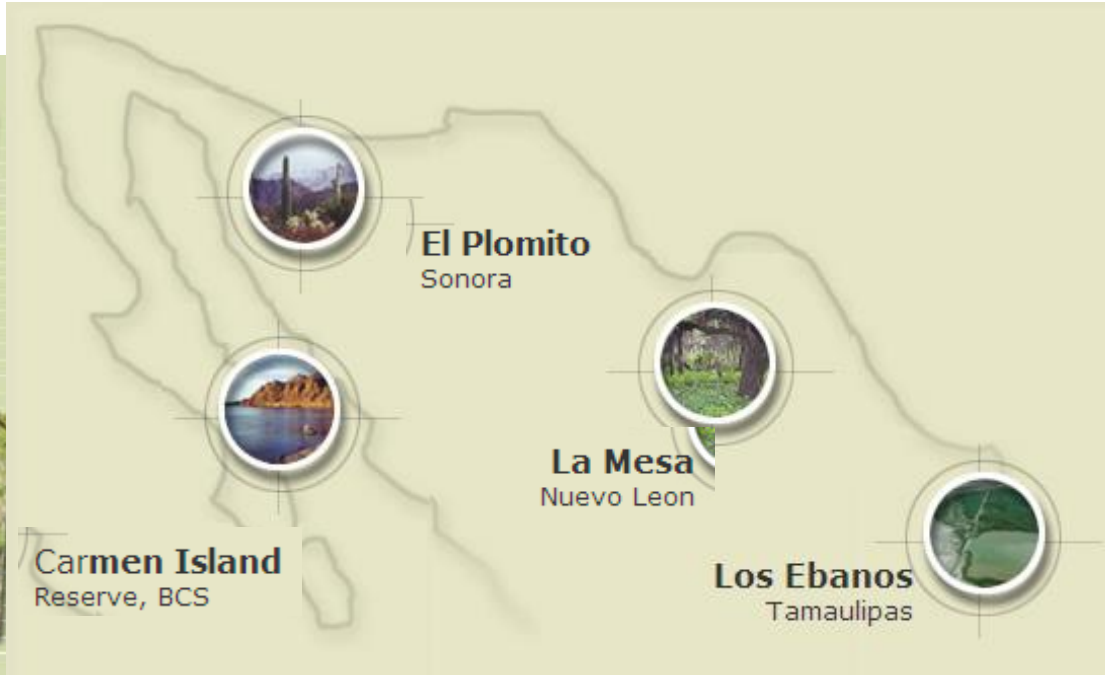 El Plomito
Sonora
La Mesa
Nuevo Leon
Carmen Island
Reserve, BCS
Los Ebanos
Tamaulipas